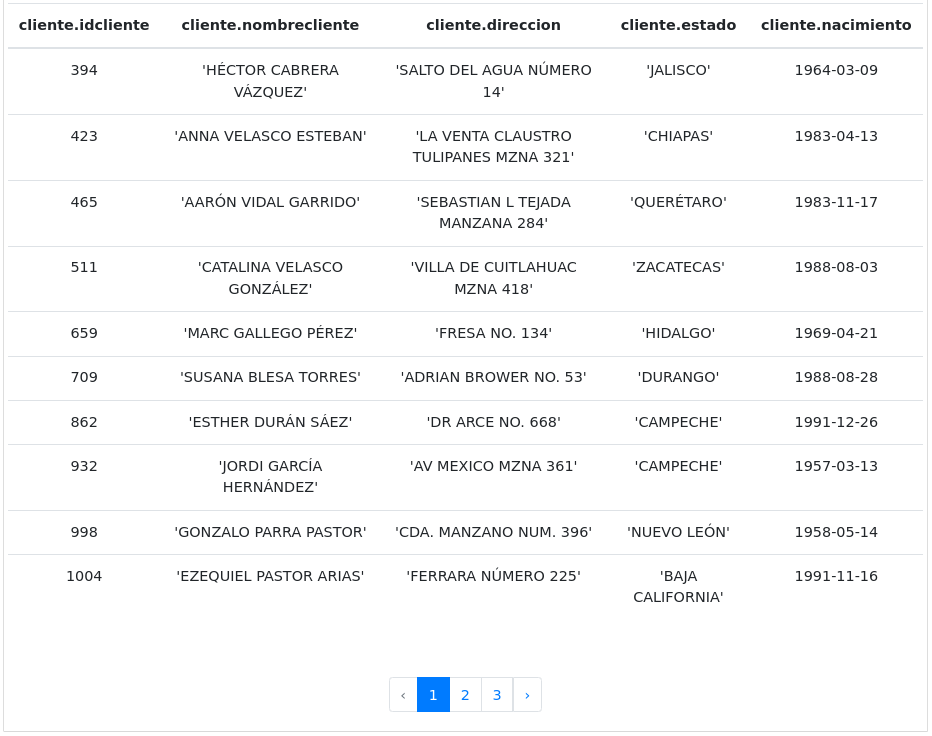 cliente.idcliente cliente.nombrecliente cliente.direccion cliente.estado cliente.nacimiento
394 'HÉCTOR CABRERA 'SALTO DEL AGUA NÚMERO 'JALISCO' 1964-03-09
VÁZQUEZ' 14'
423 'ANNA VELASCO ESTEBAN' 'LA VENTA CLAUSTRO 'CHIAPAS' 1983-04-13
TULIPANES MZNA 321'
465 'AARÓN VIDAL GARRIDO' 'SEBASTIAN L TEJADA 'QUERÉTARO' 1983-11-17
MANZANA 284'
511 'CATALINA VELASCO 'VILLA DE CUITLAHUAC 'ZACATECAS' 1988-08-03
GONZÁLEZ' MZNA 418'
659 'MARC GALLEGO PÉREZ' 'FRESA NO. 134' 'HIDALGO' 1969-04-21
709 'SUSANA BLESA TORRES' 'ADRIAN BROWER NO. 53' 'DURANGO' 1988-08-28
862 'ESTHER DURÁN SÁEZ' 'DR ARCE NO. 668' 'CAMPECHE' 1991-12-26
932 'JORDI GARCÍA 'AV MEXICO MZNA 361' 'CAMPECHE' 1957-03-13
HERNÁNDEZ'
998 'GONZALO PARRA PASTOR' 'CDA. MANZANO NUM. 396' 'NUEVO LEÓN' 1958-05-14
1004 'EZEQUIEL PASTOR ARIAS' 'FERRARA NÚMERO 225' 'BAJA 1991-11-16
CALIFORNIA'
‹ 1 2 3 ›